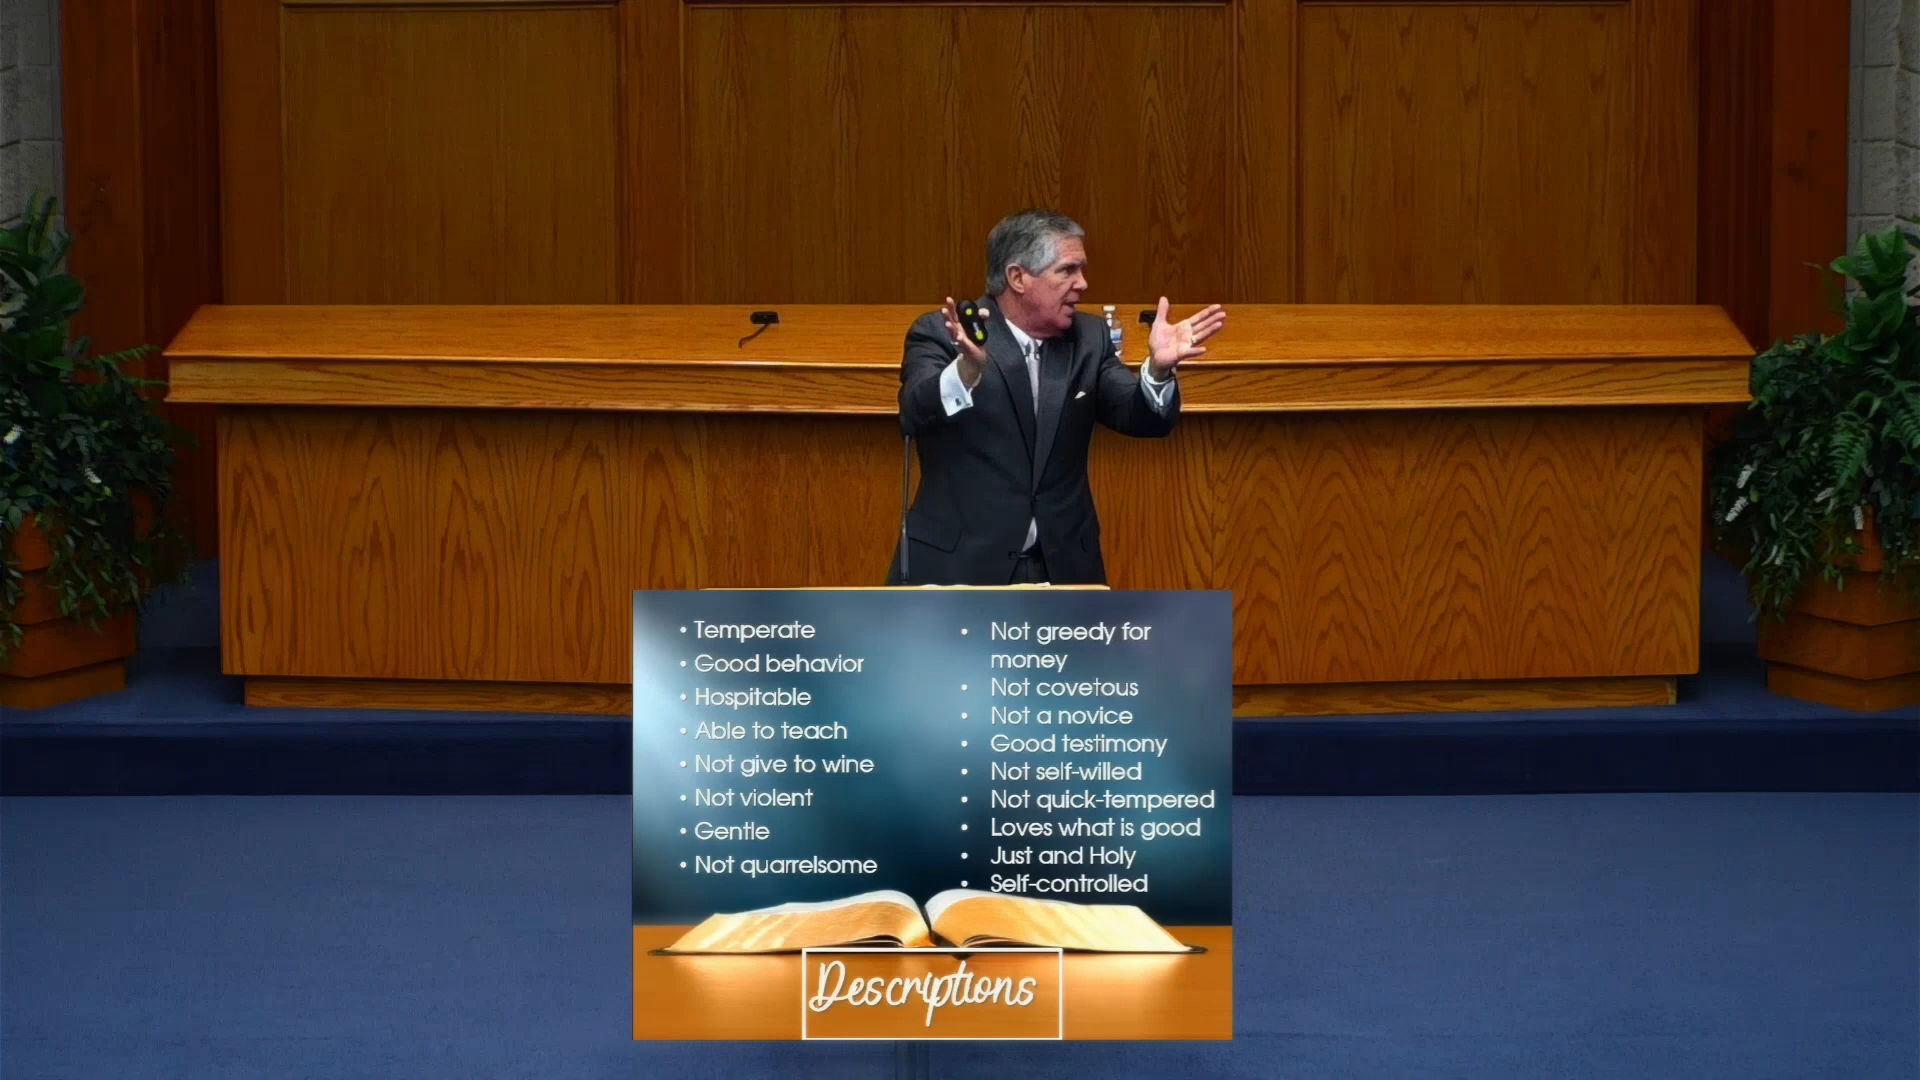 • Temperate
• Good behavior
• Hospitable
• Able to teach
• Not give to wine
• Not violent
• Gentle
• Not quarrelsome
• Not greedy for
money
• Not covetous
• Not a novice
• Good testimony
• Not self-willed
• Not quick-tempered
• Loves what is good
• Just and Holy
• Self-controlled
Descriptions